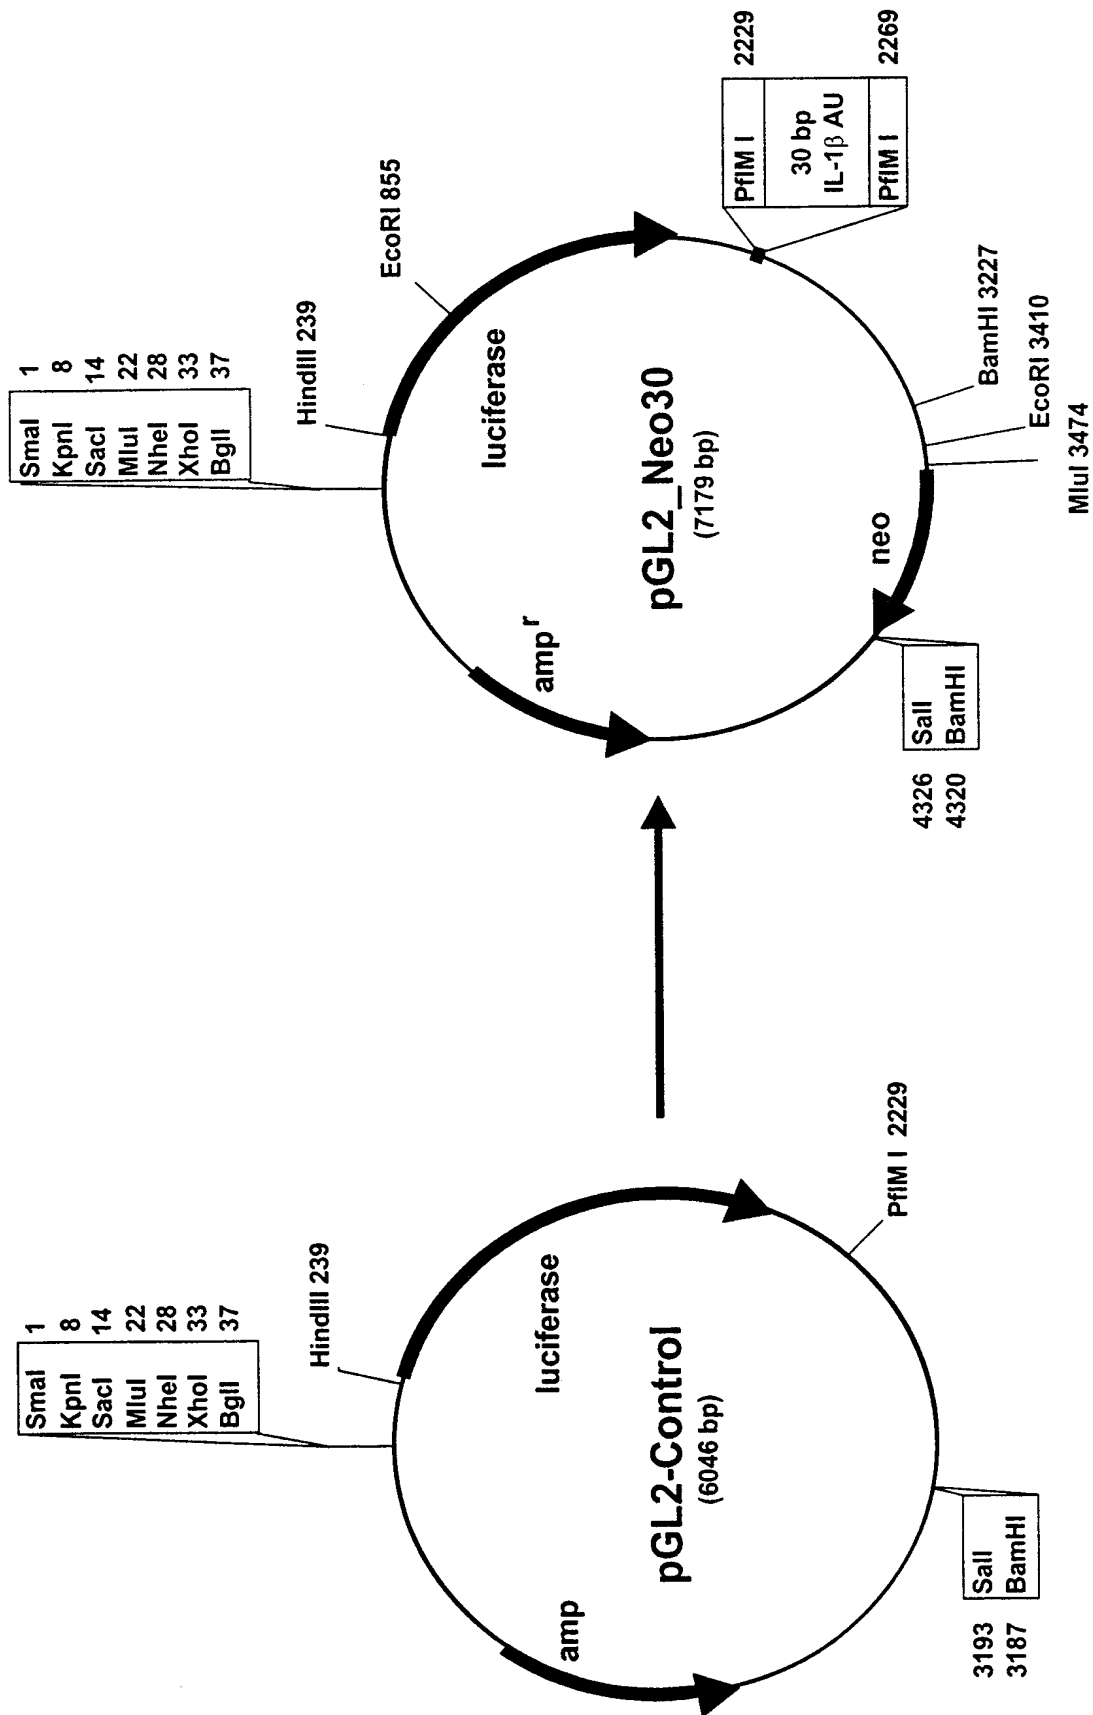 SmaI 1
KpnI 8
SacI 14
MluI 22
NheI 28
XhoI 33
BglI 37
HindIII 239
luciferase
amp
pGL2-Control
(6046 bp)
PflM I 2229
3193 SalI
3187 BamHI
SmaI 1
KpnI 8
SacI 14
MluI 22
NheI 28
XhoI 33
BglI 37
HindIII 239
EcoRI 855
luciferase
amp r
pGL2_Neo30
(7179 bp)
PflM I 2229
30 bp
IL-1β AU
PflM I 2269
BamHI 3227
EcoRI 3410
MluI 3474
neo
4326 SalI
4320 BamHI